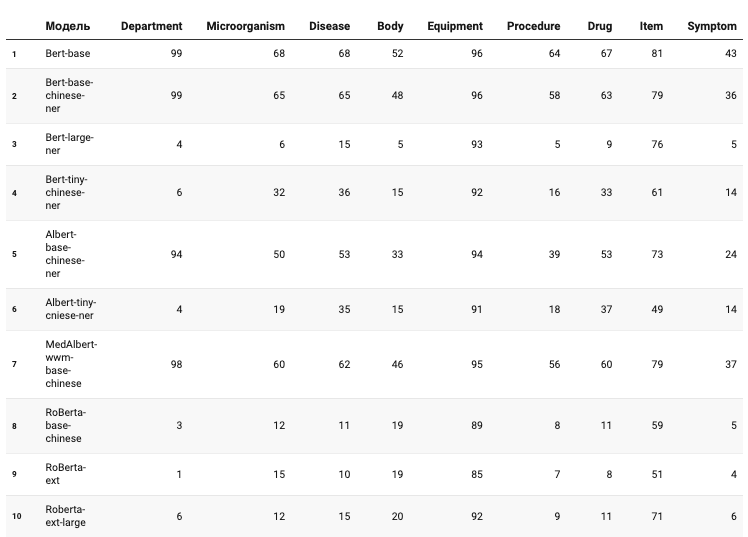 Модель Department Microorganism Disease Body Equipment Procedure Drug Item Symptom
1 Bert-base 99 68 68 52 96 64 67 81 43
2 Bert-base-
chinese-
ner 99 65 65 48 96 58 63 79 36
3 Bert-large-
ner 4 6 15 5 93 5 9 76 5
4 Bert-tiny-
chinese-
ner 6 32 36 15 92 16 33 61 14
5 Albert-
base-
chinese-
ner 94 50 53 33 94 39 53 73 24
6 Albert-tiny-
cniese-ner 4 19 35 15 91 18 37 49 14
7 MedAlbert-
wwm-
base-
chinese 98 60 62 46 95 56 60 79 37
8 RoBerta-
base-
chinese 3 12 11 19 89 8 11 59 5
9 RoBerta-
ext 1 15 10 19 85 7 8 51 4
10 Roberta-
ext-large 6 12 15 20 92 9 11 71 6